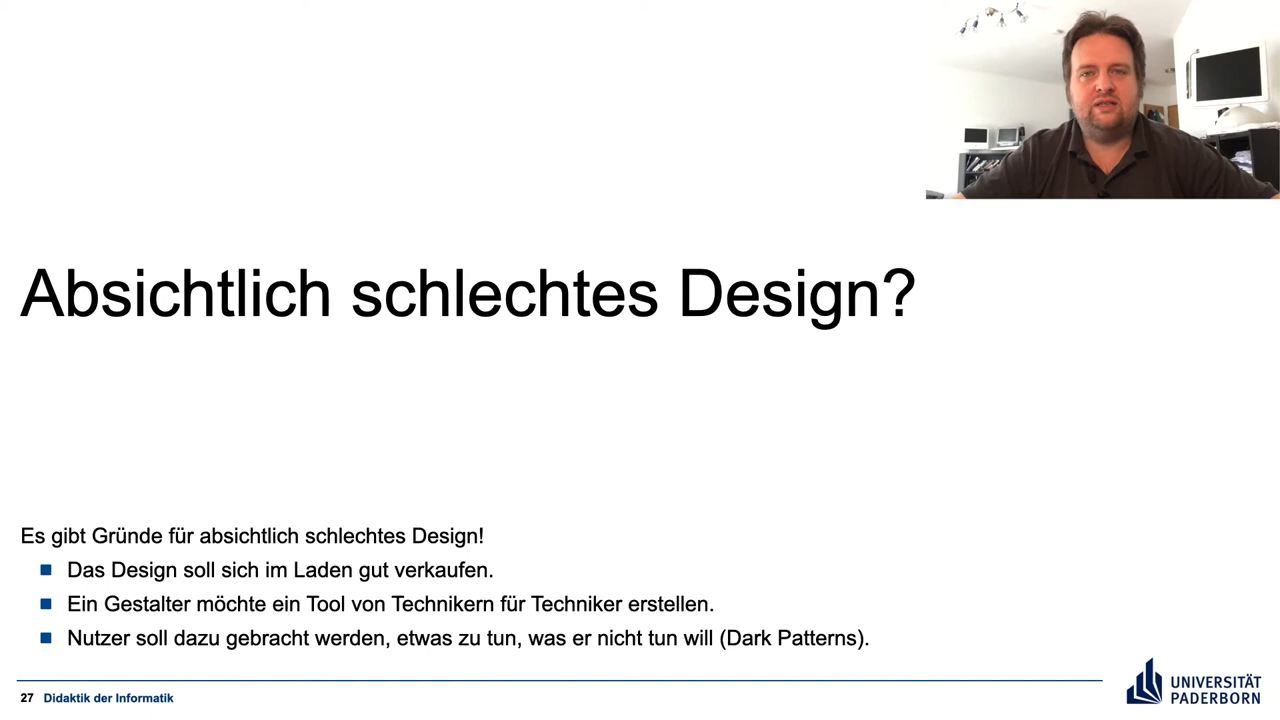 Absichtlich schlechtes Design?
Es gibt Gründe für absichtlich schlechtes Design!
Das Design soll sich im Laden gut verkaufen.
Ein Gestalter möchte ein Tool von Technikern für Techniker erstellen.
Nutzer soll dazu gebracht werden, etwas zu tun, was er nicht tun will (Dark Patterns).
27 Didaktik der Informatik
UNIVERSITÄT
PADERBORN